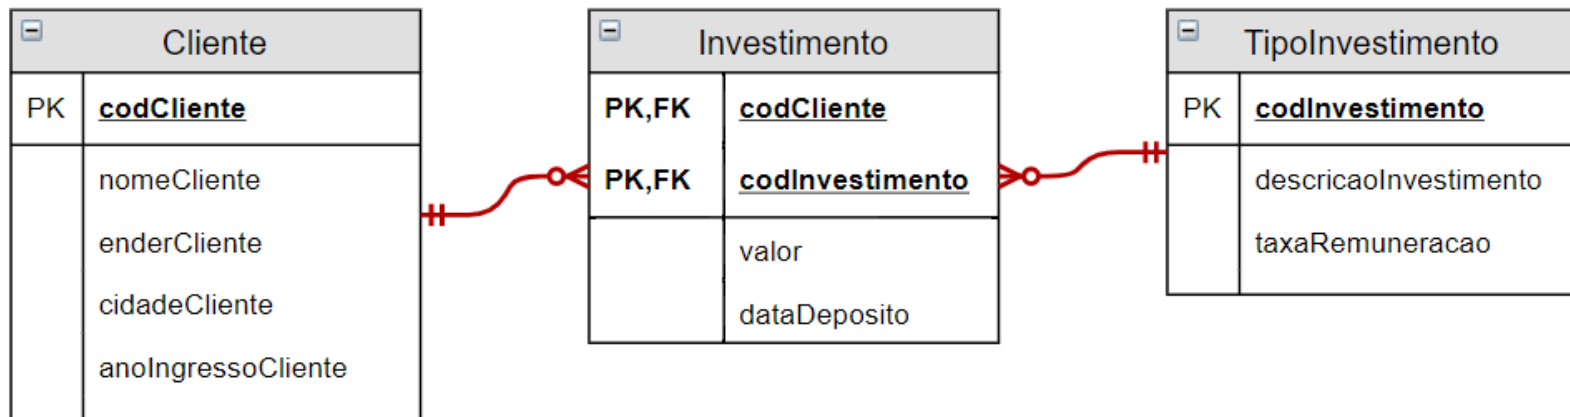 Cliente
PK codCliente
nomeCliente
enderCliente
cidadeCliente
anoIngressoCliente
Investimento
PK,FK codCliente
PK,FK codInvestimento
valor
dataDeposito
TipoInvestimento
PK codInvestimento
descricaoInvestimento
taxaRemuneracao